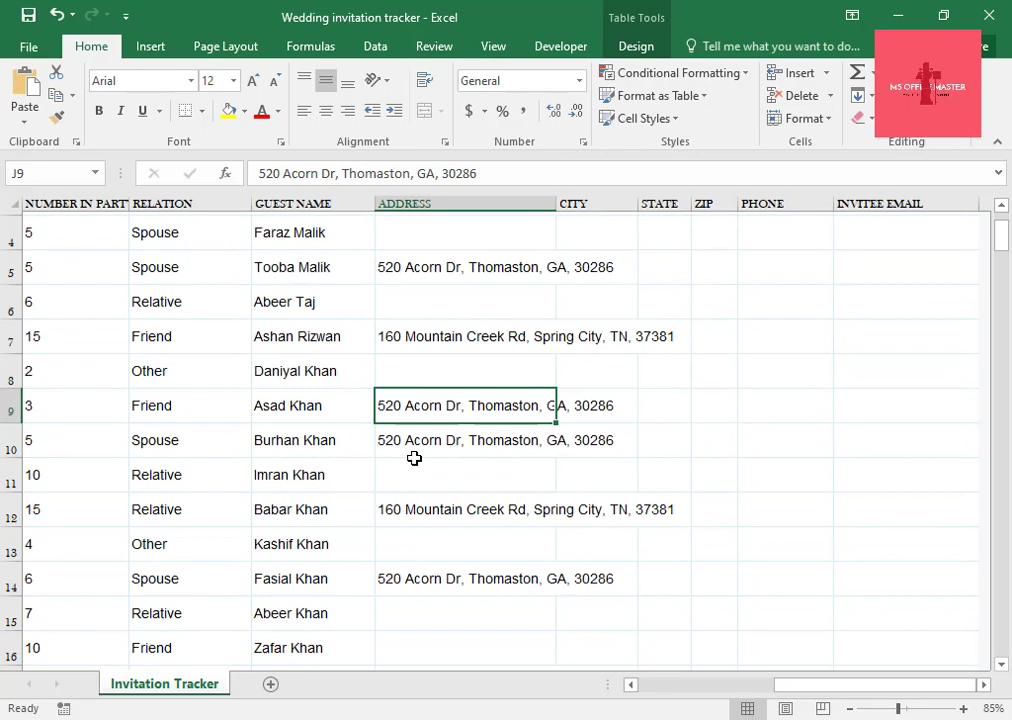 Wedding invitation tracker - Excel
Table Tools
File Home Insert Page Layout Formulas Data Review View Developer Design Tell me what you want to do...
MS OFFICE MASTER
Paste
Arial 12
B I U
General
$ % ,
Conditional Formatting
Format as Table
Cell Styles
Insert
Delete
Format
Clipboard Font Alignment Number Styles Cells Editing
J9 fx 520 Acorn Dr, Thomaston, GA, 30286
NUMBER IN PARTY RELATION GUEST NAME ADDRESS CITY STATE ZIP PHONE INVITEE EMAIL
4 5 Spouse Faraz Malik
5 5 Spouse Tooba Malik 520 Acorn Dr, Thomaston, GA, 30286
6 6 Relative Abeer Taj
7 15 Friend Ashan Rizwan 160 Mountain Creek Rd, Spring City, TN, 37381
8 2 Other Daniyal Khan
9 3 Friend Asad Khan 520 Acorn Dr, Thomaston, GA, 30286
10 5 Spouse Burhan Khan 520 Acorn Dr, Thomaston, GA, 30286
11 10 Relative Imran Khan
12 15 Relative Babar Khan 160 Mountain Creek Rd, Spring City, TN, 37381
13 4 Other Kashif Khan
14 6 Spouse Fasial Khan 520 Acorn Dr, Thomaston, GA, 30286
15 7 Relative Abeer Khan
16 10 Friend Zafar Khan
Invitation Tracker
Ready 85%